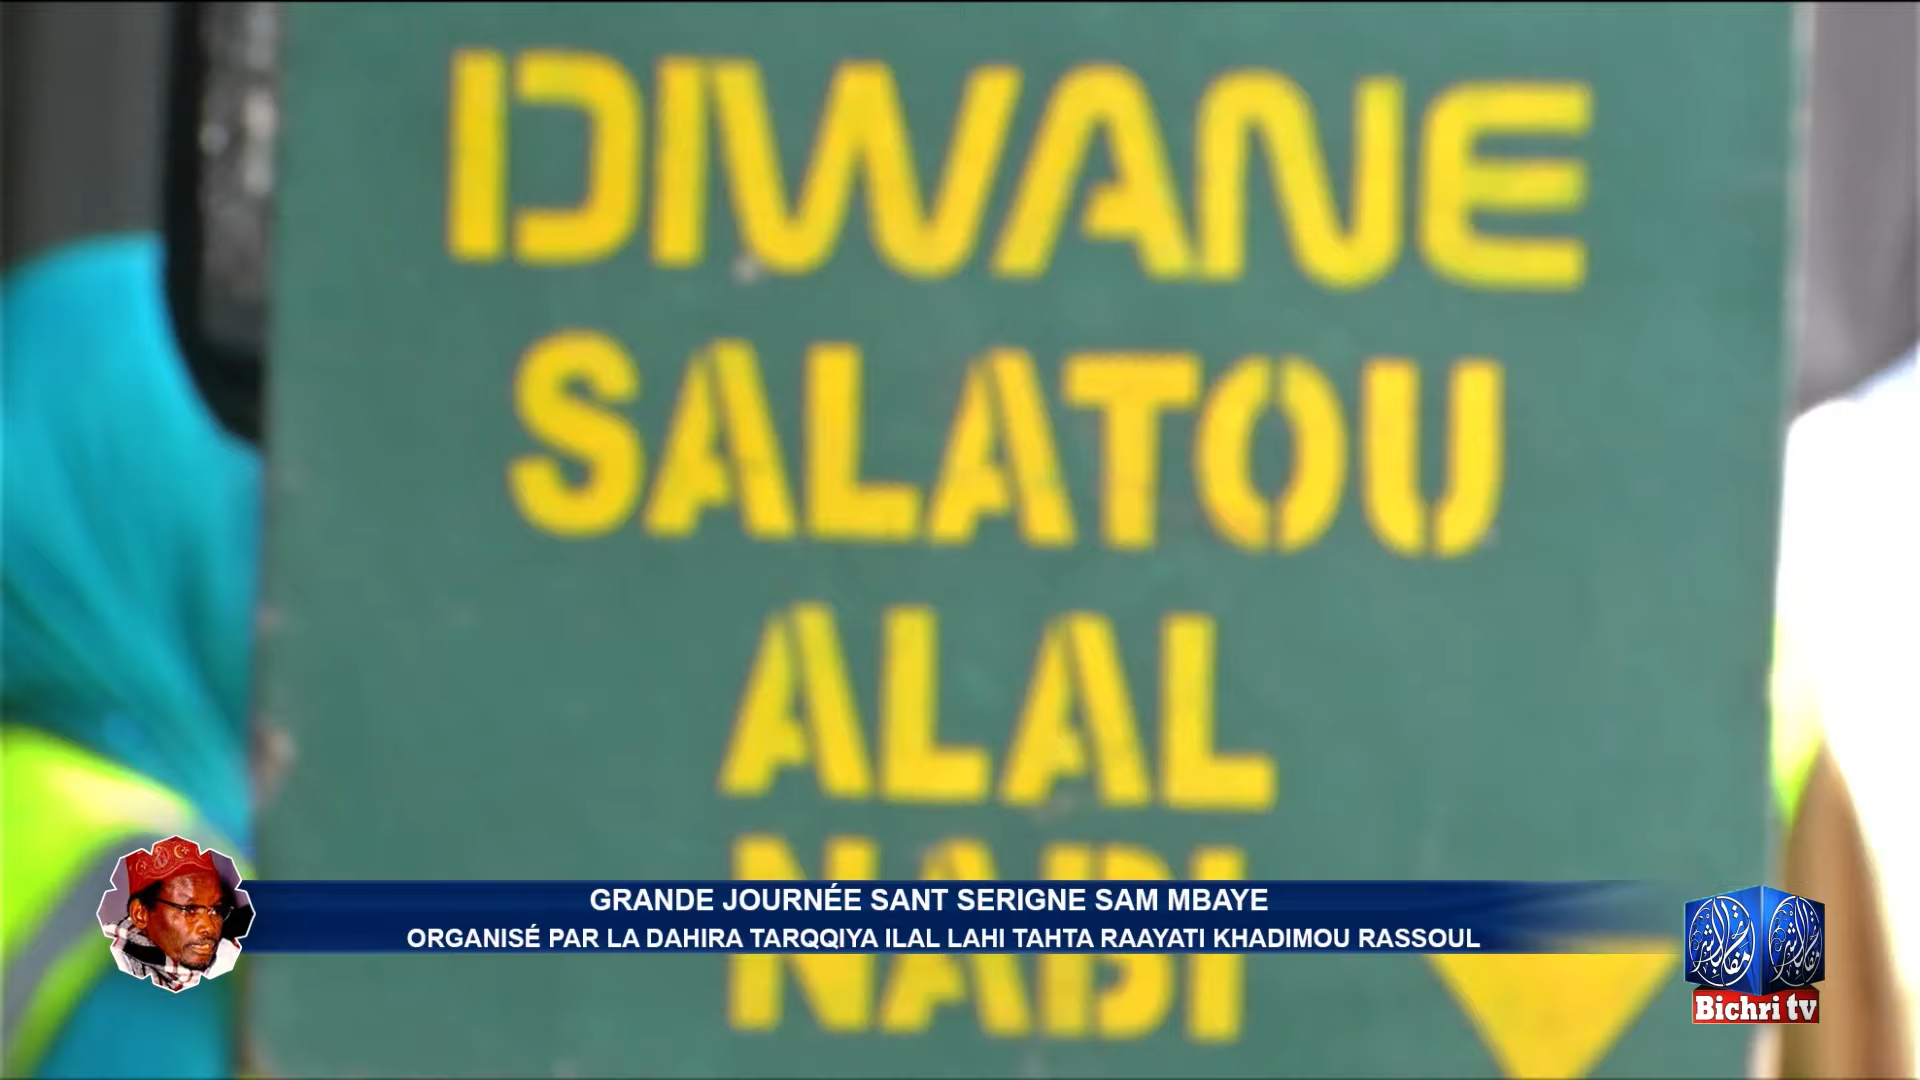 DIWANE
SALATOU
ALAL
NABI
GRANDE JOURNÉE SANT SERIGNE SAM MBAYE
ORGANISÉ PAR LA DAHIRA TARQQIYA ILAL LAHI TAHTA RAAYATI KHADIMOU RASSOUL
Bichri tv